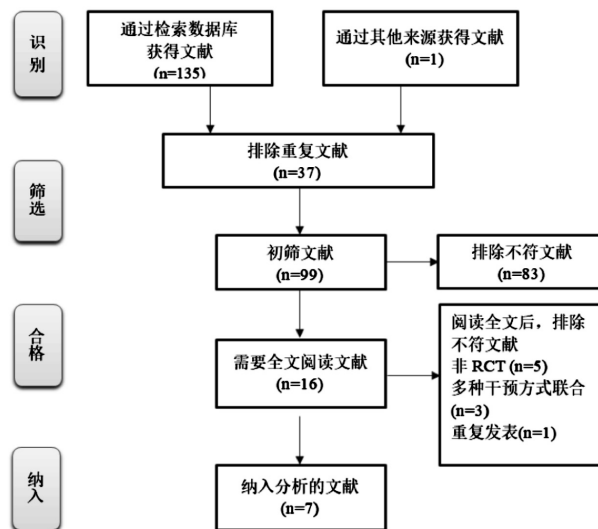 识别
通过检索数据库
获得文献
(n=135)
通过其他来源获得文献
(n=1)
排除重复文献
(n=37)
筛选
初筛文献
(n=99)
排除不符文献
(n=83)
合格
需要全文阅读文献
(n=16)
阅读全文后，排除
不符文献
非 RCT (n=5)
多种干预方式联合
(n=3)
重复发表(n=1)
纳入
纳入分析的文献
(n=7)